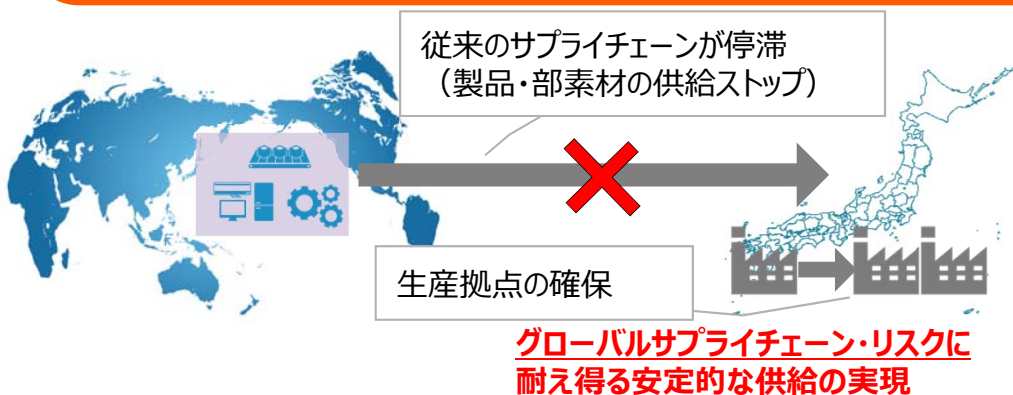 従来のサプライチェーンが停滞
（製品・部素材の供給ストップ）
生産拠点の確保
グローバルサプライチェーン・リスクに
耐え得る安定的な供給の実現